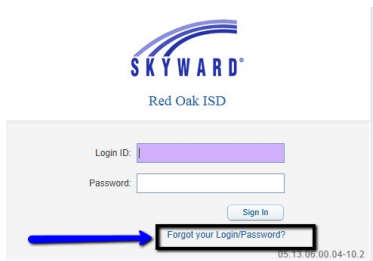 SKYWARD®
Red Oak ISD
Login ID:
Password:
Sign In
Forgot your Login/Password?
05.13.06.00.04-10.2